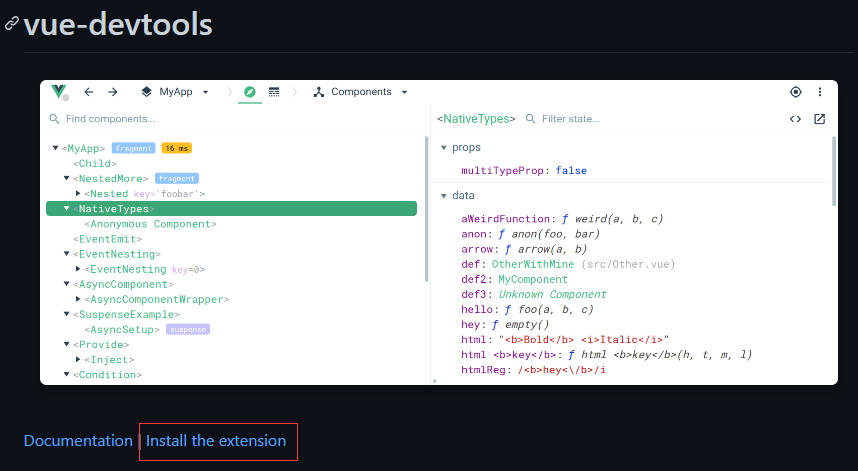 vue-devtools
MyApp Components
Find components...
<NativeTypes> Filter state...
<MyApp> fragment 16 ms
<Child>
<NestedMore> fragment
<Nested key='foobar'>
<NativeTypes>
<Anonymous Component>
<EventEmit>
<EventNesting>
<EventNesting key=0>
<AsyncComponent>
<AsyncComponentWrapper>
<SuspenseExample>
<AsyncSetup> suspense
<Provide>
<Inject>
<Condition>
props
multiTypeProp: false
data
aWeirdFunction: ƒ weird(a, b, c)
anon: ƒ anon(foo, bar)
arrow: ƒ arrow(a, b)
def: OtherWithMine (src/Other.vue)
def2: MyComponent
def3: Unknown Component
hello: ƒ foo(a, b, c)
hey: ƒ empty()
html: "<b>Bold</b> <i>Italic</i>"
html <b>key</b>: ƒ html <b>key</b>(h, t, m, l)
htmlReg: /<b>hey<\/b>/i
Documentation | Install the extension